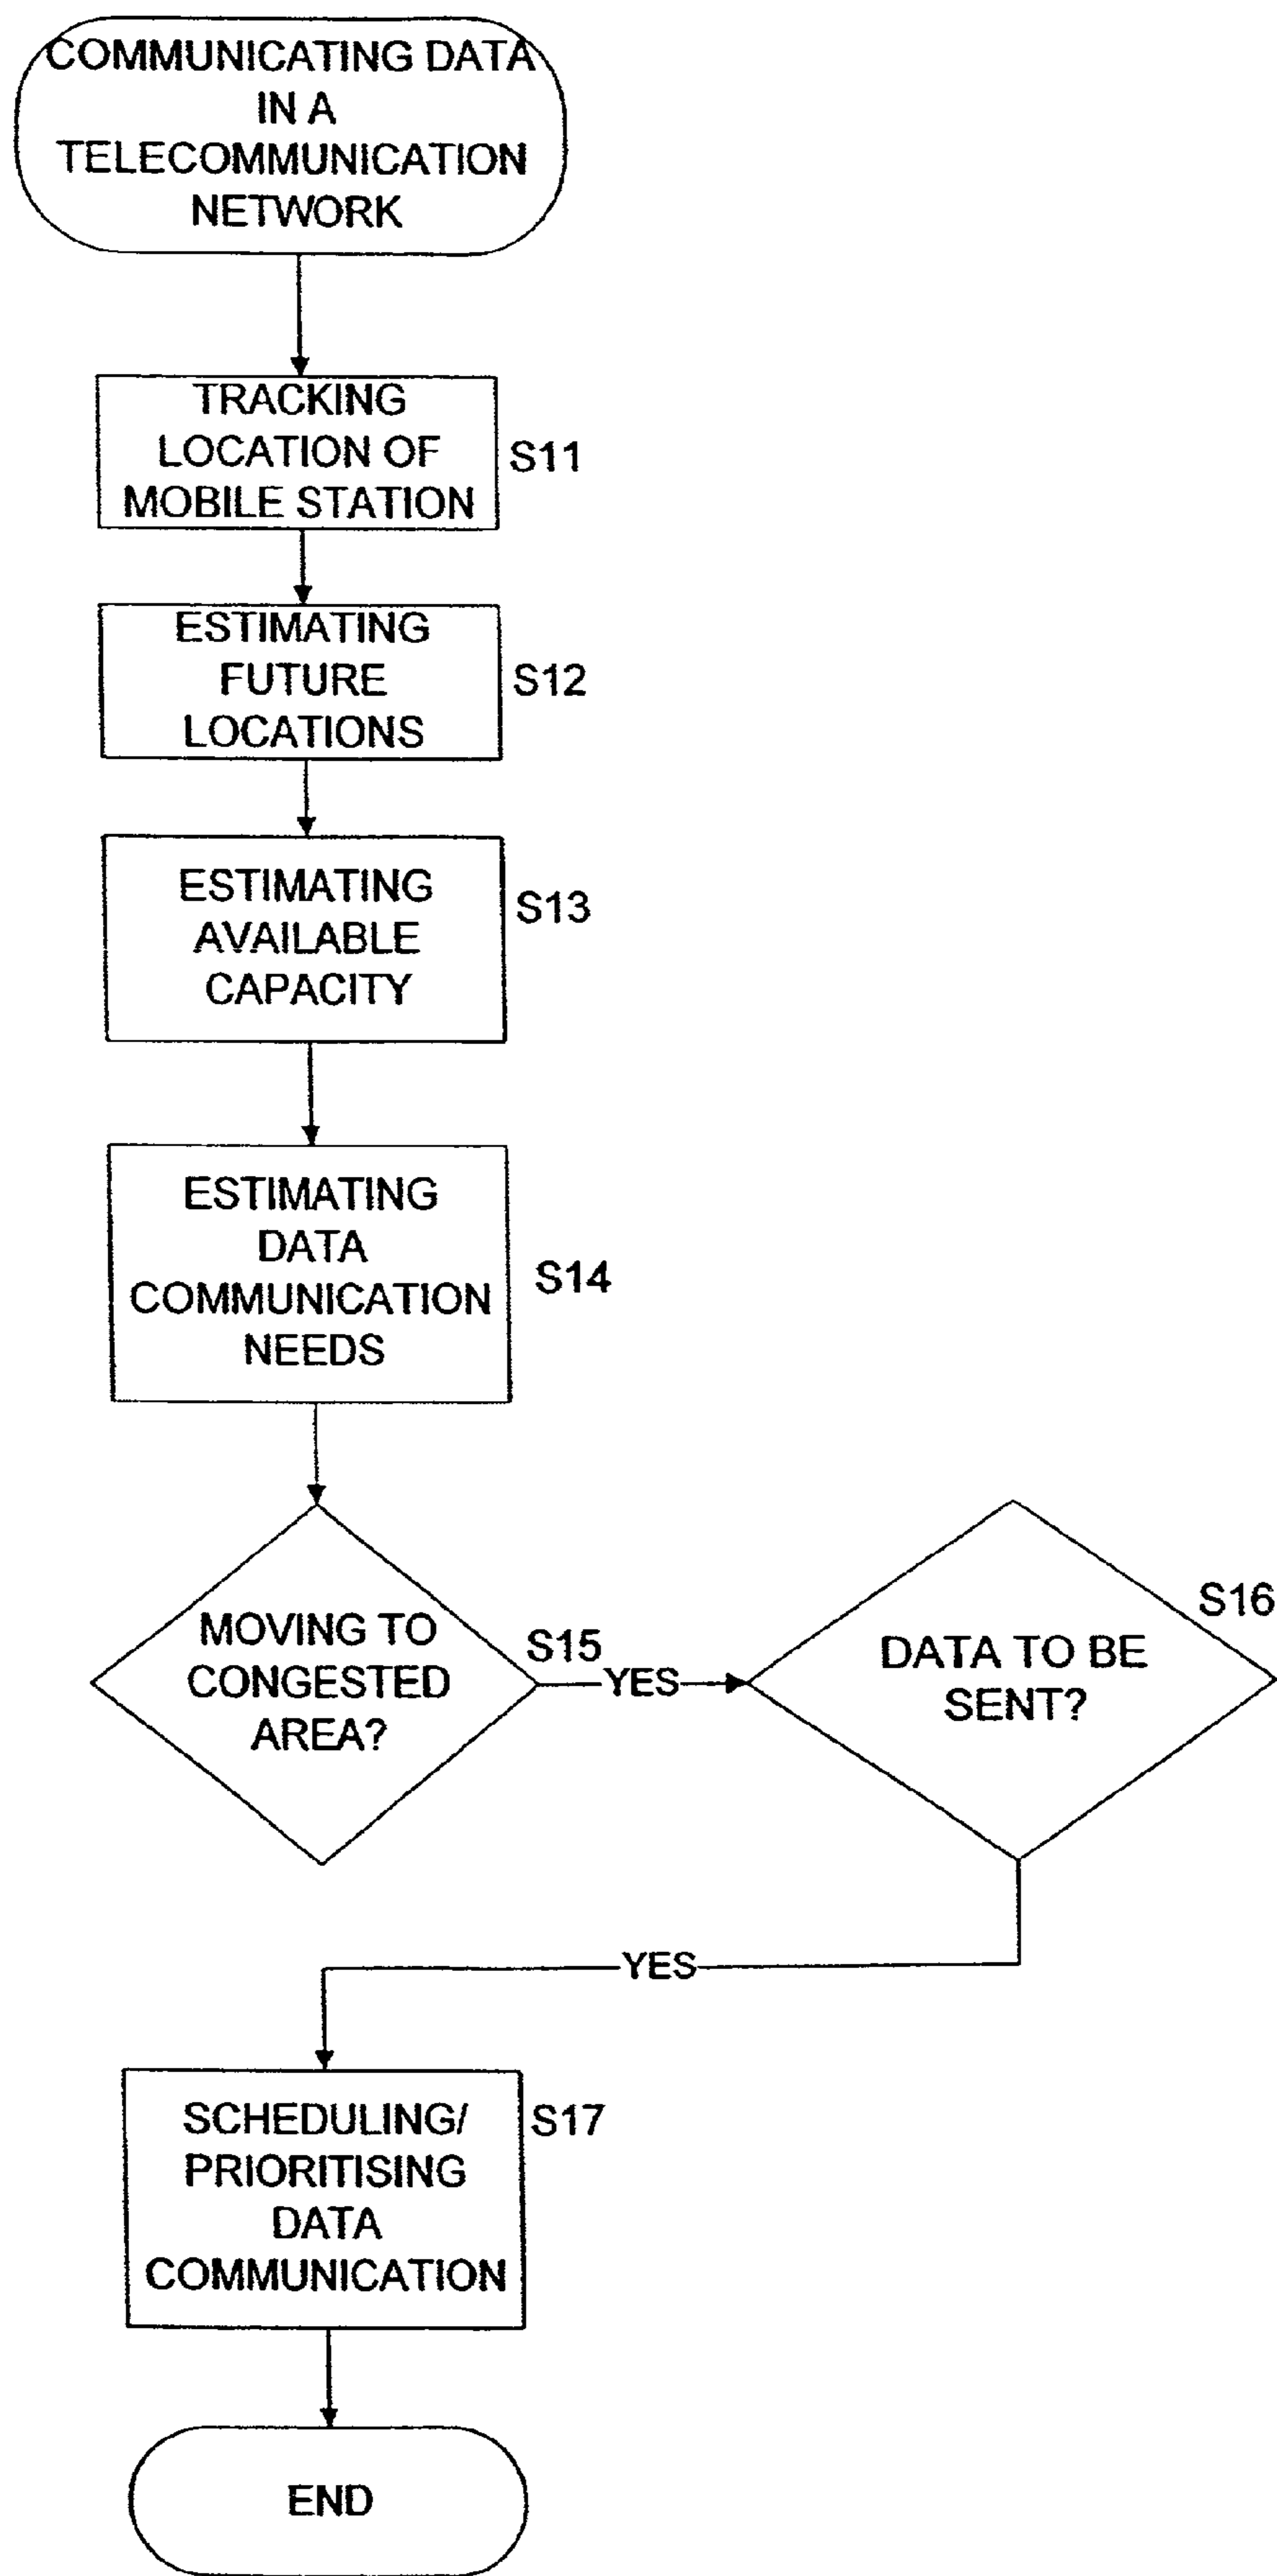 COMMUNICATING DATA
IN A
TELECOMMUNICATION
NETWORK
TRACKING
LOCATION OF
MOBILE STATION
S11
ESTIMATING
FUTURE
LOCATIONS
S12
ESTIMATING
AVAILABLE
CAPACITY
S13
ESTIMATING
DATA
COMMUNICATION
NEEDS
S14
MOVING TO
CONGESTED
AREA?
S15
YES
DATA TO BE
SENT?
S16
YES
SCHEDULING/
PRIORITISING
DATA
COMMUNICATION
S17
END